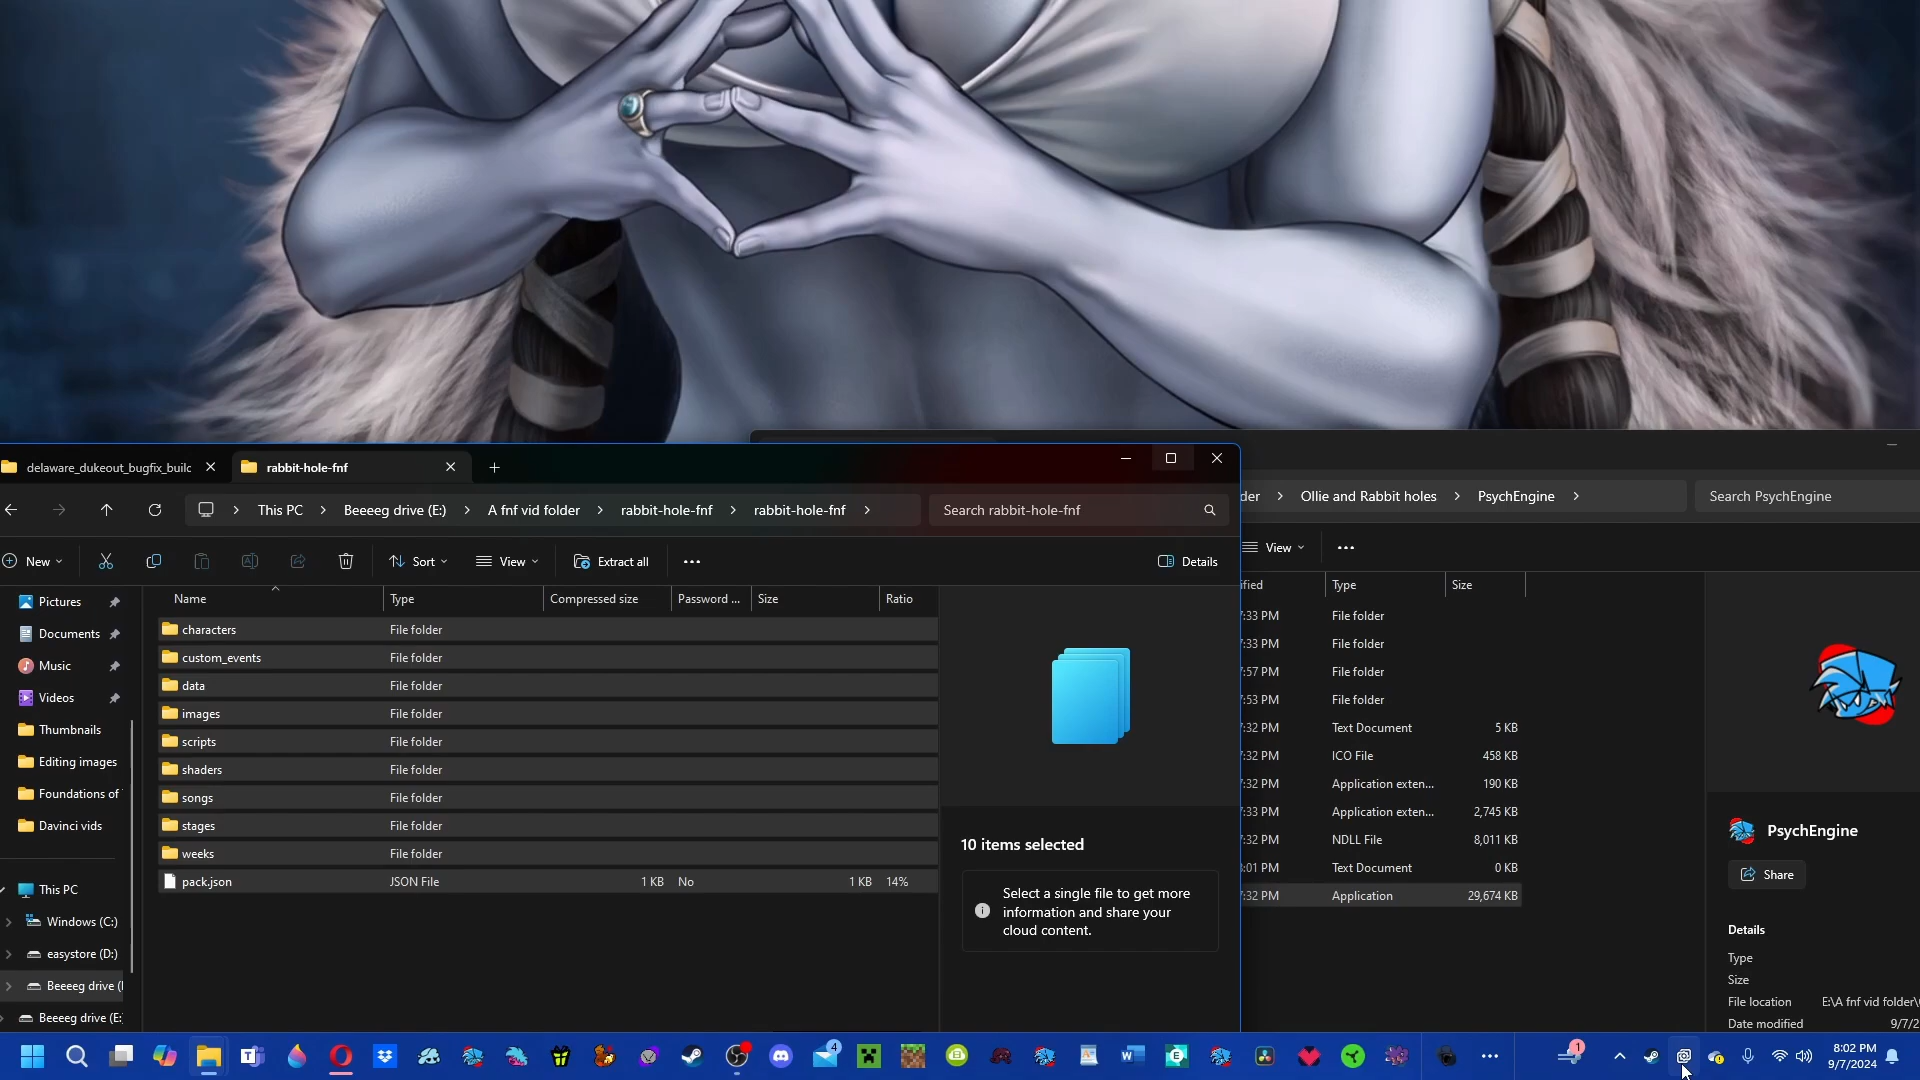 delaware_dukeout_bugfix_builc
rabbit-hole-fnf
This PC
Beeeeg drive (E:)
A fnf vid folder
rabbit-hole-fnf
rabbit-hole-fnf
Search rabbit-hole-fnf
der
Ollie and Rabbit holes
PsychEngine
Search PsychEngine
New
Sort
View
Extract all
Details
View
Pictures
Documents
Music
Videos
Thumbnails
Editing images
Foundations of
Davinci vids
This PC
Windows (C:)
easystore (D:)
Beeeeg drive (I
Beeeeg drive (E:
Name Type Compressed size Password ... Size Ratio
characters File folder
custom_events File folder
data File folder
images File folder
scripts File folder
shaders File folder
songs File folder
stages File folder
weeks File folder
pack.json JSON File 1 KB No 1 KB 14%
10 items selected
Select a single file to get more
information and share your
cloud content.
ified Type Size
:33 PM File folder
:33 PM File folder
:57 PM File folder
:53 PM File folder
:32 PM Text Document 5 KB
:32 PM ICO File 458 KB
:32 PM Application exten... 190 KB
:33 PM Application exten... 2,745 KB
:32 PM NDLL File 8,011 KB
:01 PM Text Document 0 KB
:32 PM Application 29,674 KB
PsychEngine
Share
Details
Type
Size
File location E:\A fnf vid folder\
Date modified 9/7/2
4
1
8:02 PM
9/7/2024